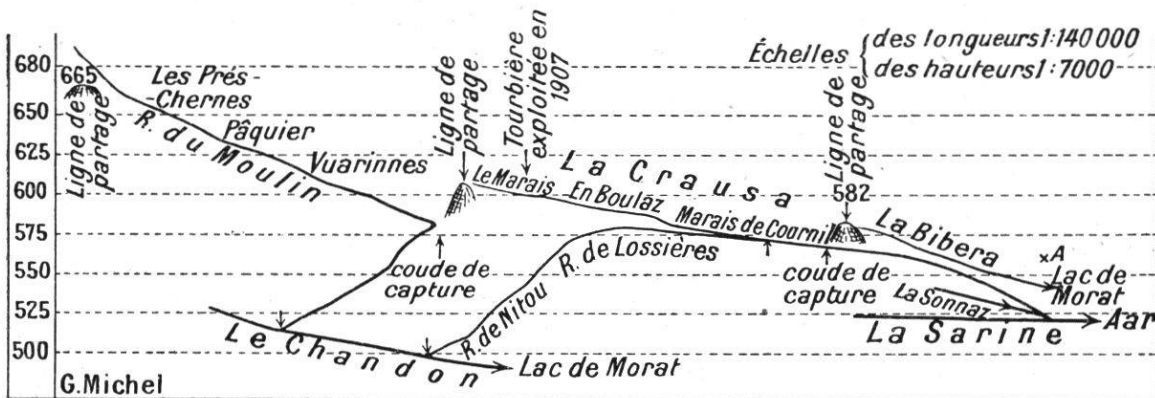 680
650
625
600
575
550
525
500
665
Ligne de
partage
Les Prés-
-Chernes
R. du Moulin
Pâquier
Vuarinnes
Ligne de
partage
Tourbière
exploitée en
1907
Échelles
des longueurs 1:140 000
des hauteurs 1:7000
La Crausa
Le Marais
En Boulaz
Marais de Cournil
Ligne de
partage
582
La Bibera
×A
Lac de
Morat
coude de
capture
R. de Nitou
R. de Lossières
coude de
capture
La Sonnaz
La Sarine
Aar
Le Chandon
Lac de Morat
G. Michel